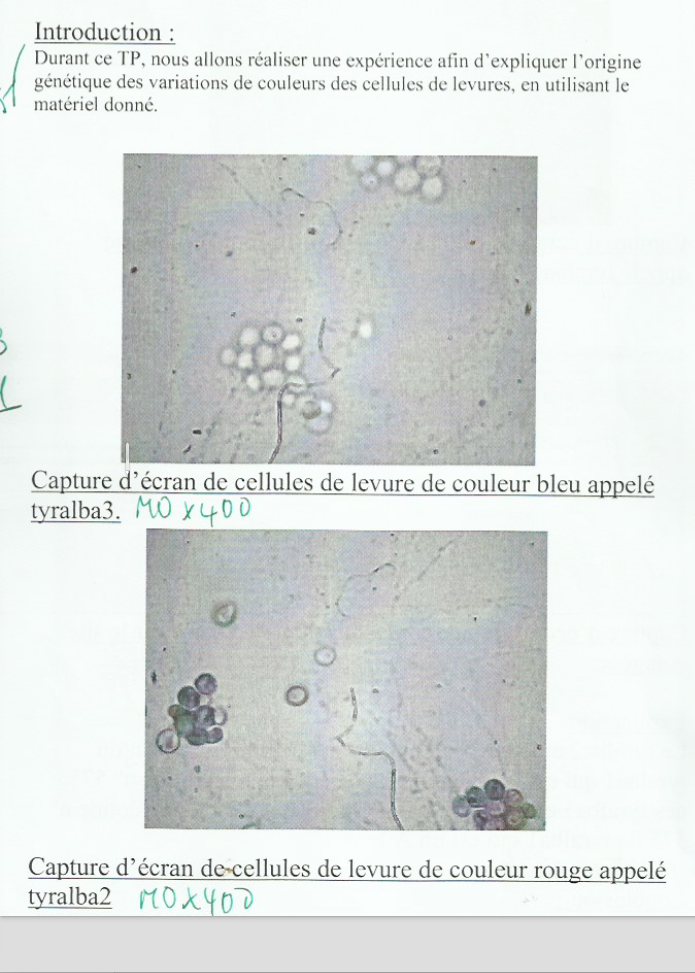 Introduction :
Durant ce TP, nous allons réaliser une expérience afin d'expliquer l'origine
génétique des variations de couleurs des cellules de levures, en utilisant le
matériel donné.
Capture d'écran de cellules de levure de couleur bleu appelé
tyralba3. MO x400
Capture d'écran de cellules de levure de couleur rouge appelé
tyralba2 MO x400